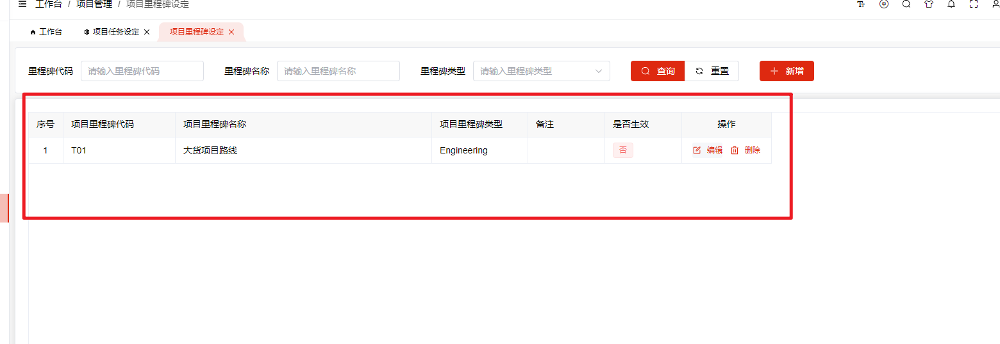 工作台 / 项目管理 / 项目里程碑设定
工作台 项目任务设定 项目里程碑设定
里程碑代码 请输入里程碑代码 里程碑名称 请输入里程碑名称 里程碑类型 请输入里程碑类型 查询 重置 新增
序号 项目里程碑代码 项目里程碑名称 项目里程碑类型 备注 是否生效 操作
1 T01 大货项目路线 Engineering 否 编辑 删除